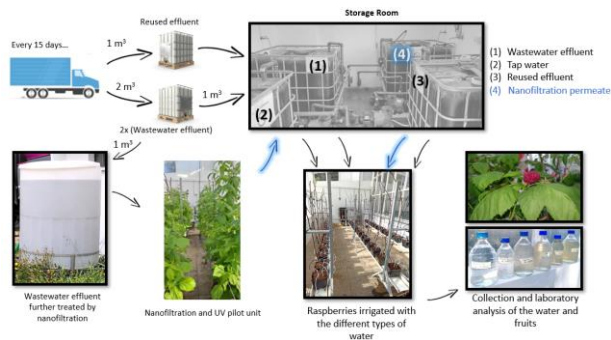 Storage Room
Every 15 days...
1 m³
Reused effluent
2 m³
1 m³
2x (Wastewater effluent)
1 m³
(1)
(2)
(3)
(4)
(1) Wastewater effluent
(2) Tap water
(3) Reused effluent
(4) Nanofiltration permeate
Wastewater effluent
further treated by
nanofiltration
Nanofiltration and UV pilot unit
Raspberries irrigated with
the different types of
water
Collection and laboratory
analysis of the water and
fruits